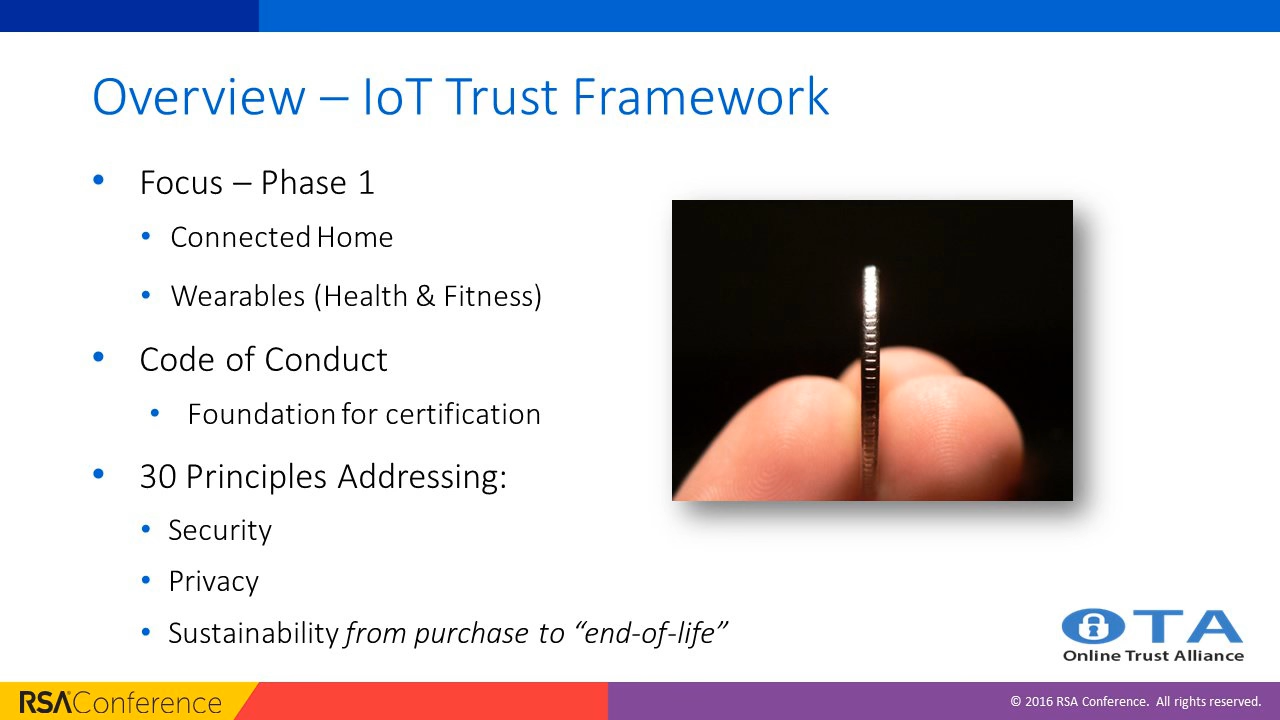 Overview – IoT Trust Framework
• Focus – Phase 1
• Connected Home
• Wearables (Health & Fitness)
• Code of Conduct
• Foundation for certification
• 30 Principles Addressing:
• Security
• Privacy
• Sustainability from purchase to “end-of-life”
OTA
Online Trust Alliance
RSAConference
© 2016 RSA Conference. All rights reserved.